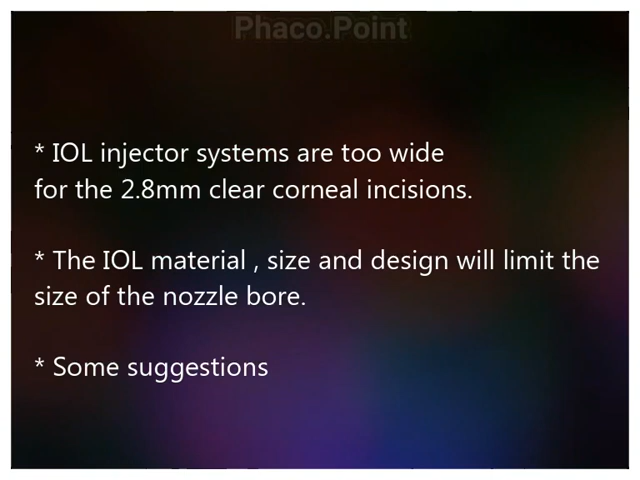 Phaco.Point
* IOL injector systems are too wide
for the 2.8mm clear corneal incisions.
* The IOL material , size and design will limit the
size of the nozzle bore.
* Some suggestions